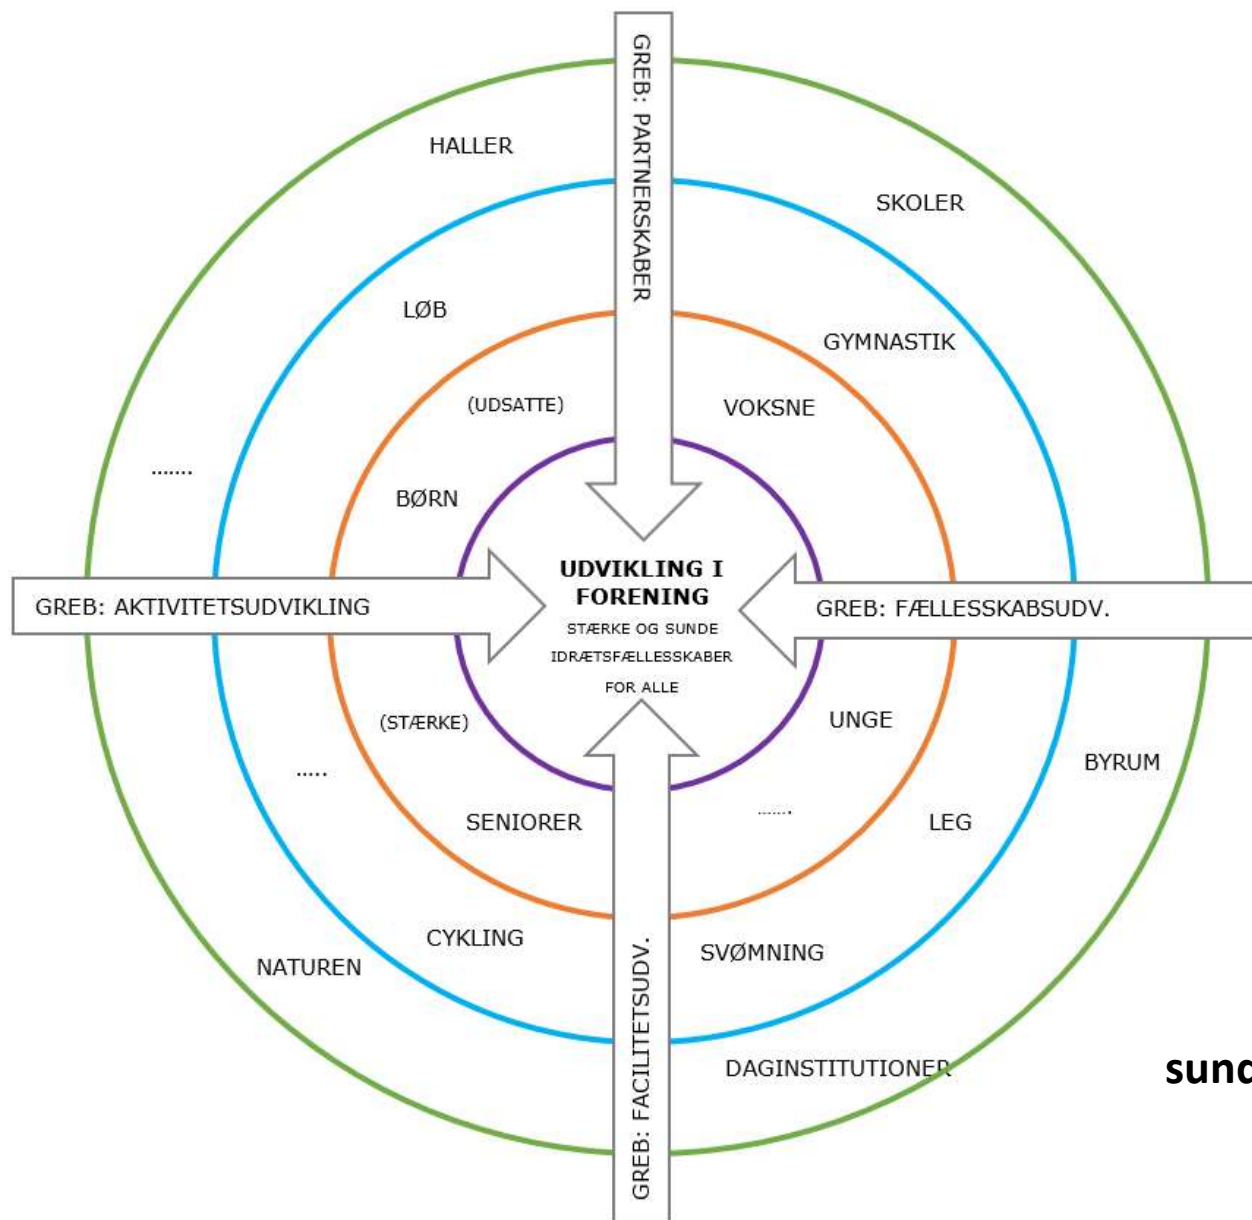 GREB: PARTNERSKABER
HALLER
SKOLER
LØB
GYMNASTIK
(UDSATTE)
VOKSNE
.......
BØRN
UDVIKLING I
FORENING
STÆRKE OG SUNDE
IDRÆTSFÆLLESSKABER
FOR ALLE
GREB: AKTIVITETSUDVIKLING
GREB: FÆLLESSKABSUDV.
(STÆRKE)
UNGE
.....
BYRUM
SENIORER
.......
LEG
CYKLING
SVØMNING
NATUREN
GREB: FACILITETSUDV.
DAGINSTITUTIONER